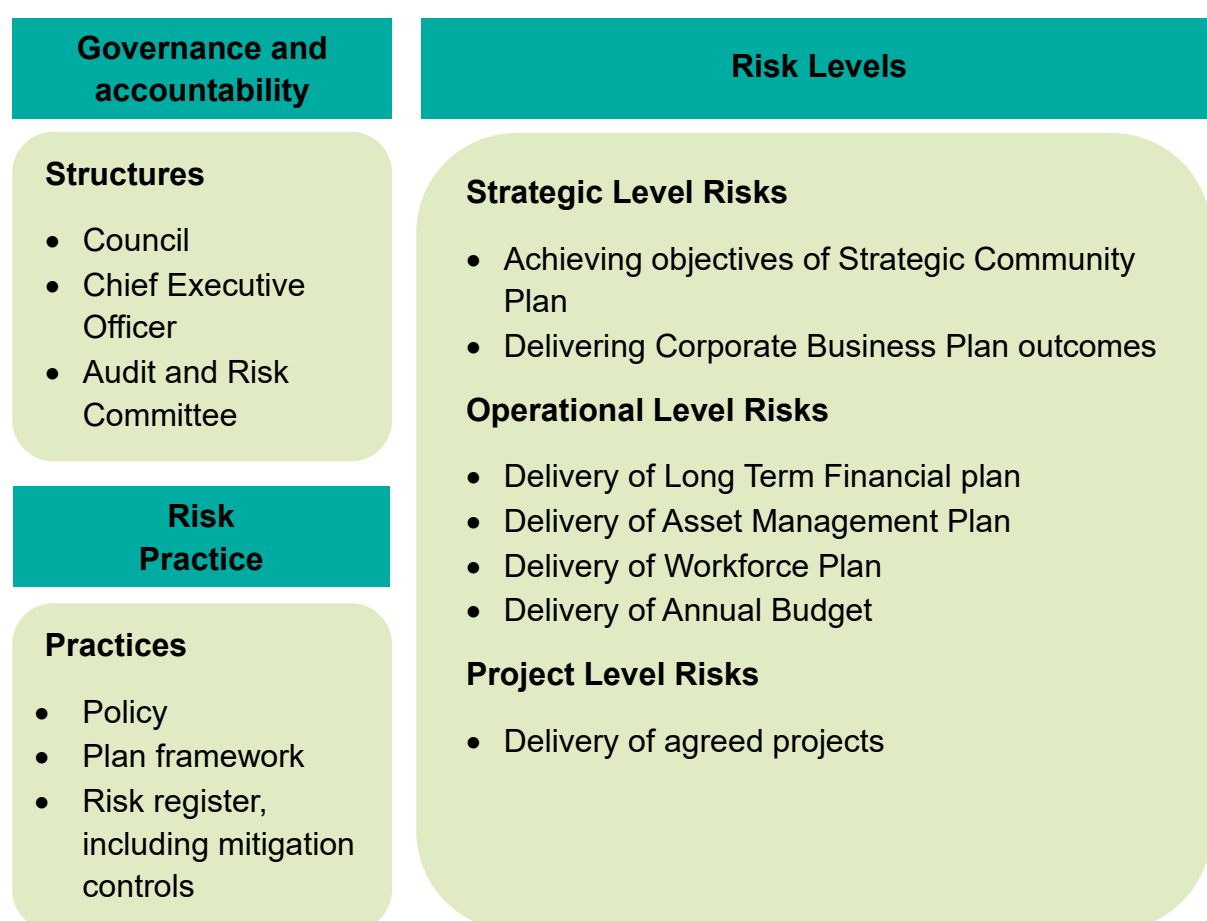 Governance and
accountability
Structures
• Council
• Chief Executive
Officer
• Audit and Risk
Committee
Risk
Practice
Practices
• Policy
• Plan framework
• Risk register,
including mitigation
controls
Risk Levels
Strategic Level Risks
• Achieving objectives of Strategic Community
Plan
• Delivering Corporate Business Plan outcomes
Operational Level Risks
• Delivery of Long Term Financial plan
• Delivery of Asset Management Plan
• Delivery of Workforce Plan
• Delivery of Annual Budget
Project Level Risks
• Delivery of agreed projects